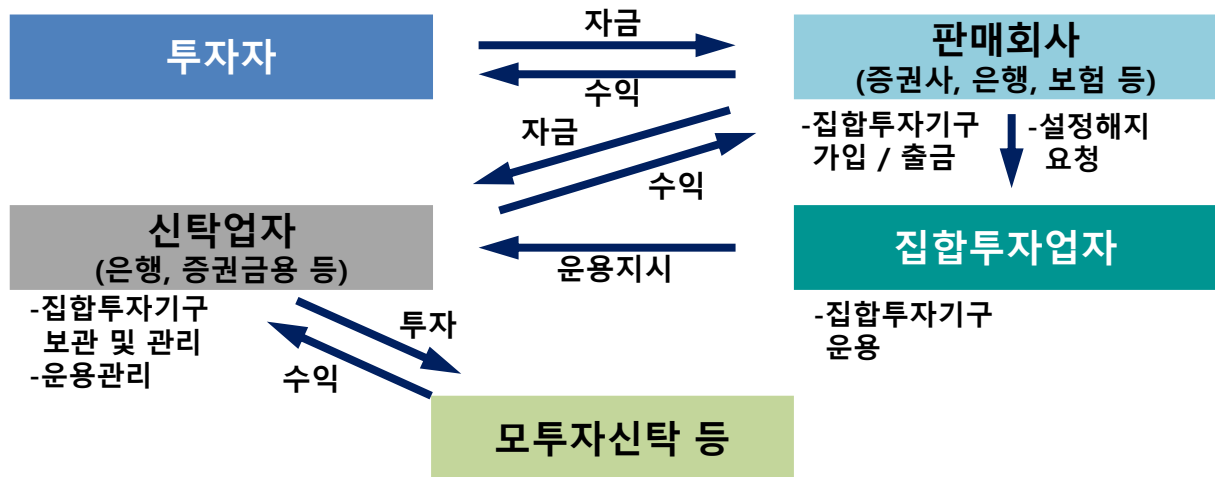 투자자
자금
수익
판매회사
(증권사, 은행, 보험 등)
-집합투자기구
가입 / 출금
-설정해지
요청
자금
수익
신탁업자
(은행, 증권금용 등)
-집합투자기구
보관 및 관리
-운용관리
운용지시
집합투자업자
-집합투자기구
운용
투자
수익
모투자신탁 등